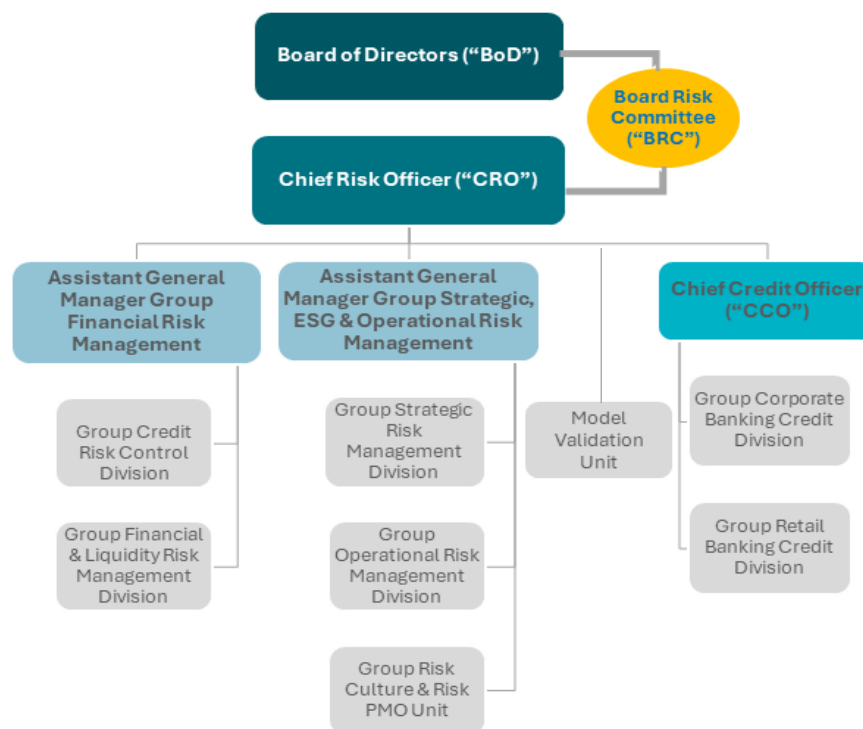 Board of Directors (“BoD”)
Board Risk
Committee
(“BRC”)
Chief Risk Officer (“CRO”)
Assistant General
Manager Group
Financial Risk
Management
Assistant General
Manager Group Strategic,
ESG & Operational Risk
Management
Chief Credit Officer
(“CCO”)
Group Credit
Risk Control
Division
Group Strategic
Risk
Management
Division
Model
Validation
Unit
Group Corporate
Banking Credit
Division
Group Financial
& Liquidity Risk
Management
Division
Group
Operational Risk
Management
Division
Group Retail
Banking Credit
Division
Group Risk
Culture & Risk
PMO Unit